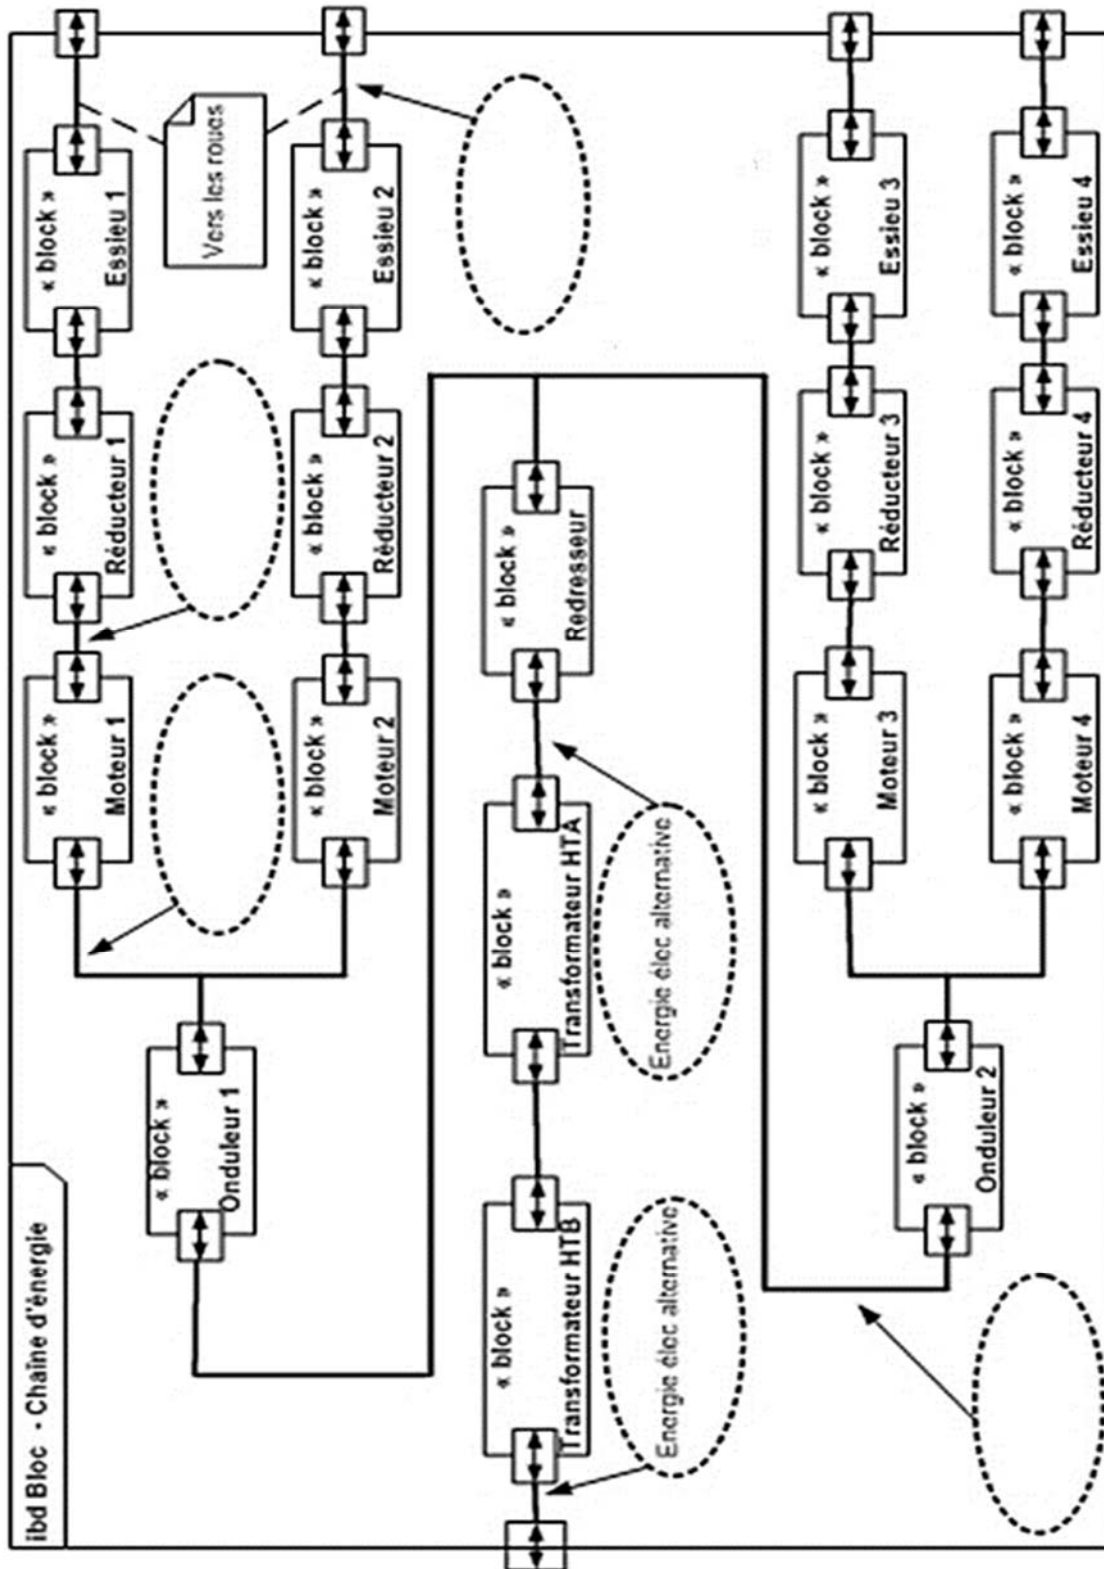 ibd Bloc - Chaîne d'énergie
« block »
Onduleur 1
« block »
Moteur 1
« block »
Réducteur 1
« block »
Essieu 1
Vers les roues
« block »
Moteur 2
« block »
Réducteur 2
« block »
Essieu 2
« block »
Transformateur HTB
« block »
Transformateur HTA
« block »
Redresseur
Energie élec alternative
Energie élec alternative
« block »
Onduleur 2
« block »
Moteur 3
« block »
Réducteur 3
« block »
Essieu 3
« block »
Moteur 4
« block »
Réducteur 4
« block »
Essieu 4